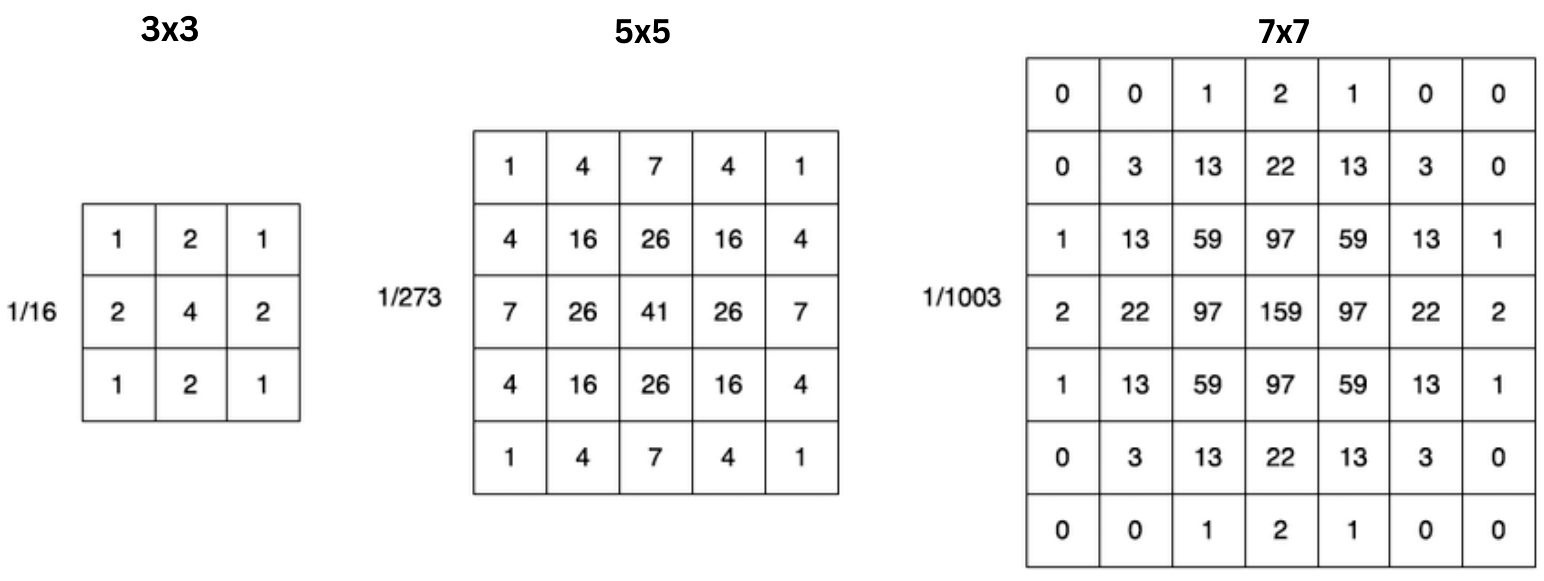 3x3
1/16
1 2 1
2 4 2
1 2 1
5x5
1/273
1 4 7 4 1
4 16 26 16 4
7 26 41 26 7
4 16 26 16 4
1 4 7 4 1
7x7
1/1003
0 0 1 2 1 0 0
0 3 13 22 13 3 0
1 13 59 97 59 13 1
2 22 97 159 97 22 2
1 13 59 97 59 13 1
0 3 13 22 13 3 0
0 0 1 2 1 0 0